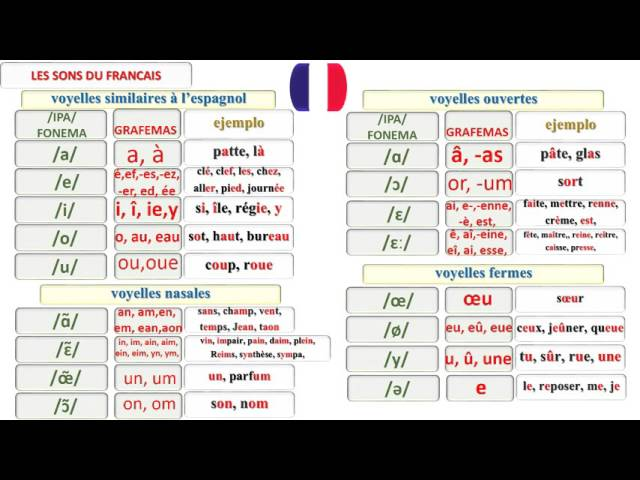 LES SONS DU FRANCAIS
voyelles similaires à l'espagnol
/IPA/ FONEMA GRAFEMAS ejemplo
/a/ a, à patte, là
/e/ é,ef,-es,-ez, -er, ed, ée clé, clef, les, chez, aller, pied, journée
/i/ i, î, ie,y si, île, régie, y
/o/ o, au, eau sot, haut, bureau
/u/ ou,oue coup, roue
voyelles nasales
/ɑ̃/ an, am,en, em, ean,aon sans, champ, vent, temps, Jean, taon
/ɛ̃/ in, im, ain, aim, ein, eim, yn, ym, vin, impair, pain, daim, plein, Reims, synthèse, sympa,
/œ̃/ un, um un, parfum
/ɔ̃/ on, om son, nom
voyelles ouvertes
/IPA/ FONEMA GRAFEMAS ejemplo
/ɑ/ â, -as pâte, glas
/ɔ/ or, -um sort
/ɛ/ ai, e-,-enne, -è, est, faite, mettre, renne, crème, est,
/ɛː/ ê, aî,-eine, eî, ai, esse, fête, maître,, reine, reître, caisse, presse,
voyelles fermes
/œ/ œu sœur
/ø/ eu, eû, eue ceux, jeûner, queue
/y/ u, û, une tu, sûr, rue, une
/ə/ e le, reposer, me, je